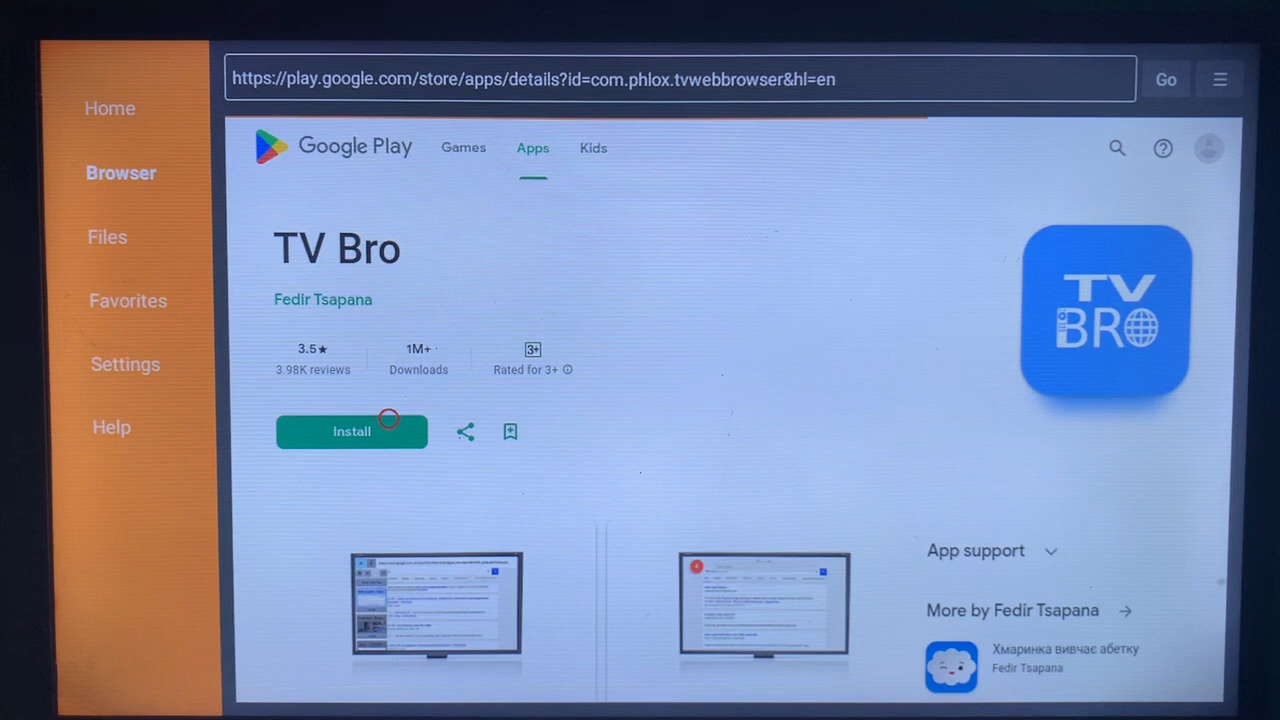 https://play.google.com/store/apps/details?id=com.phlox.tvwebbrowser&hl=en
Go
Home
Browser
Files
Favorites
Settings
Help
Google Play
Games
Apps
Kids
TV Bro
Fedir Tsapana
3.5★
3.98K reviews
1M+
Downloads
3+
Rated for 3+
Install
TV
BRO
App support
More by Fedir Tsapana
Хмаринка вивчає абетку
Fedir Tsapana